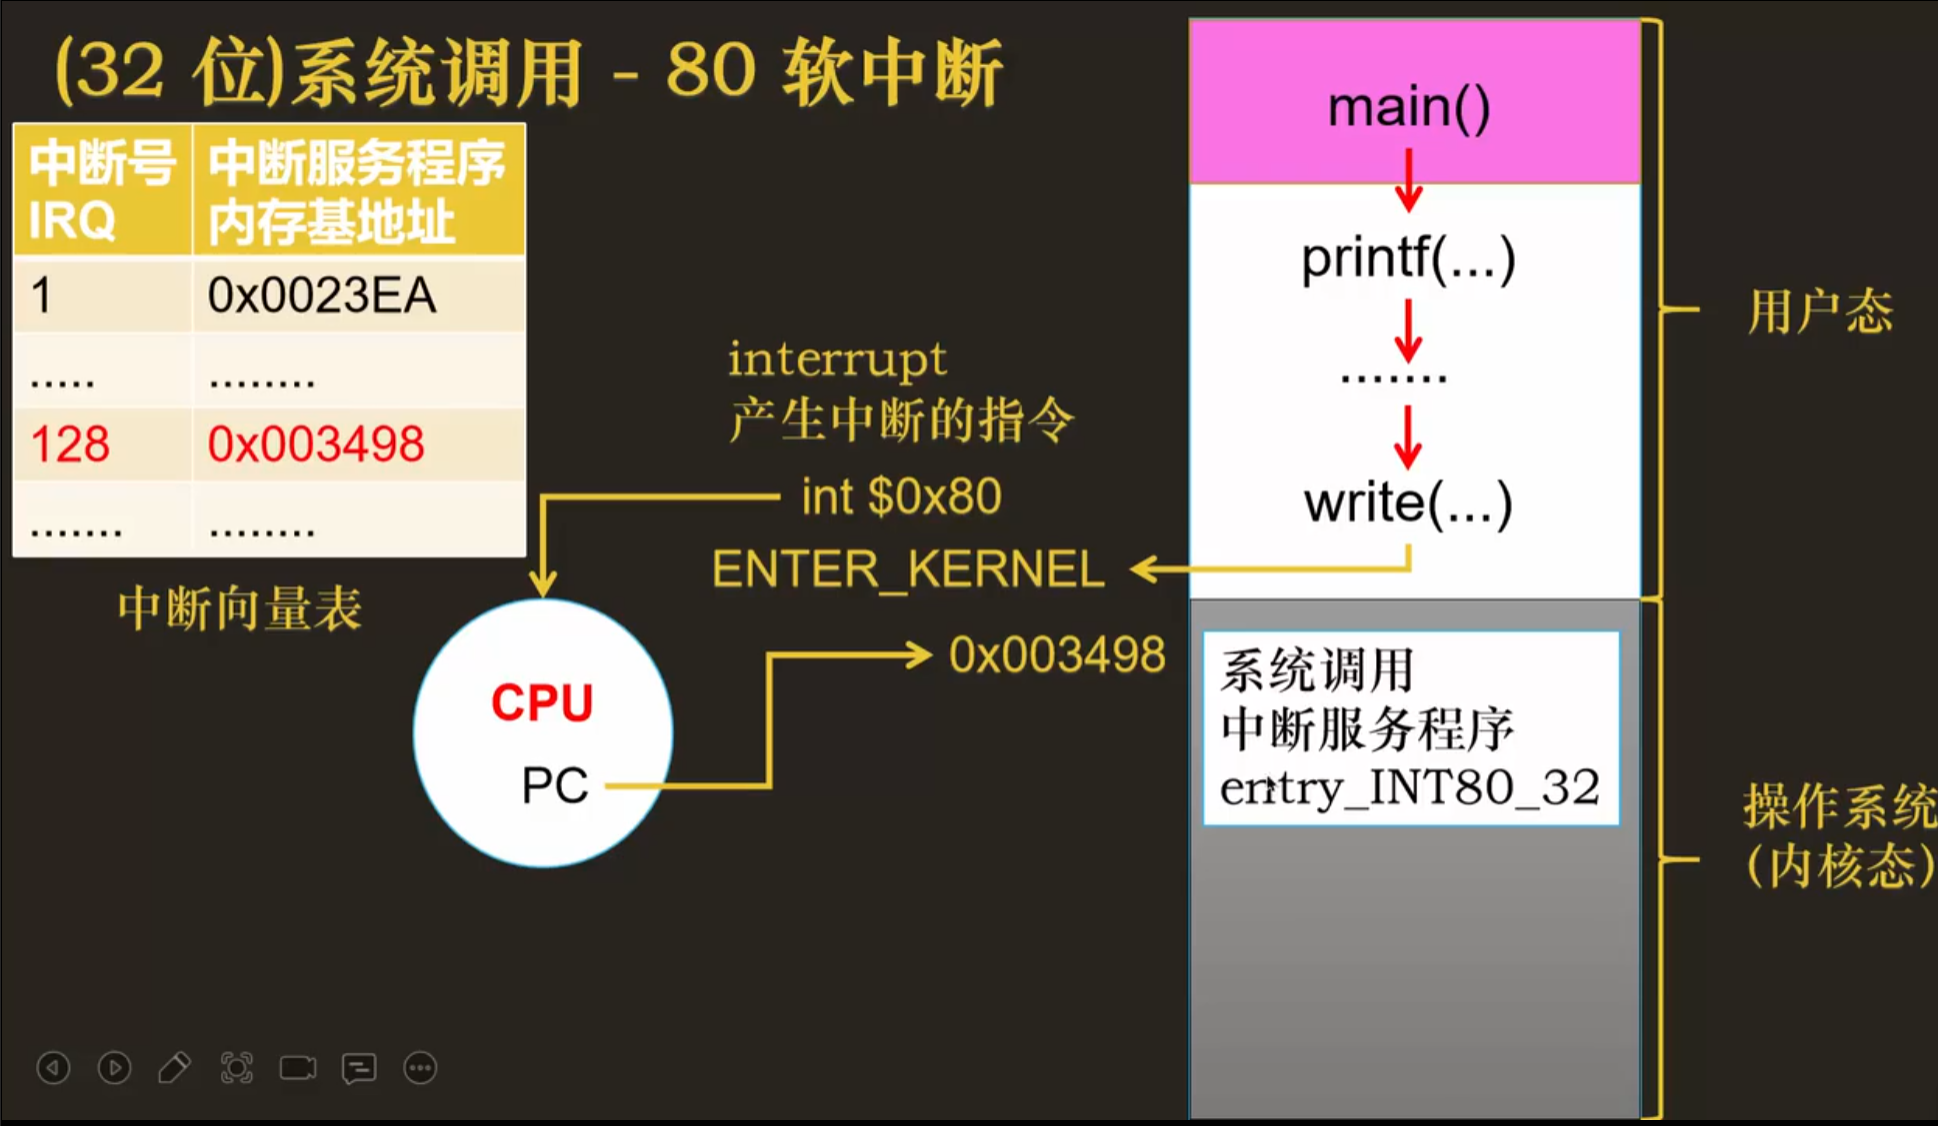 (32 位)系统调用 - 80 软中断
中断号
IRQ
中断服务程序
内存基地址
1
0x0023EA
.....
........
128
0x003498
.......
........
中断向量表
interrupt
产生中断的指令
int $0x80
ENTER_KERNEL
0x003498
CPU
PC
main()
printf(...)
.......
write(...)
系统调用
中断服务程序
entry_INT80_32
用户态
操作系统
(内核态)